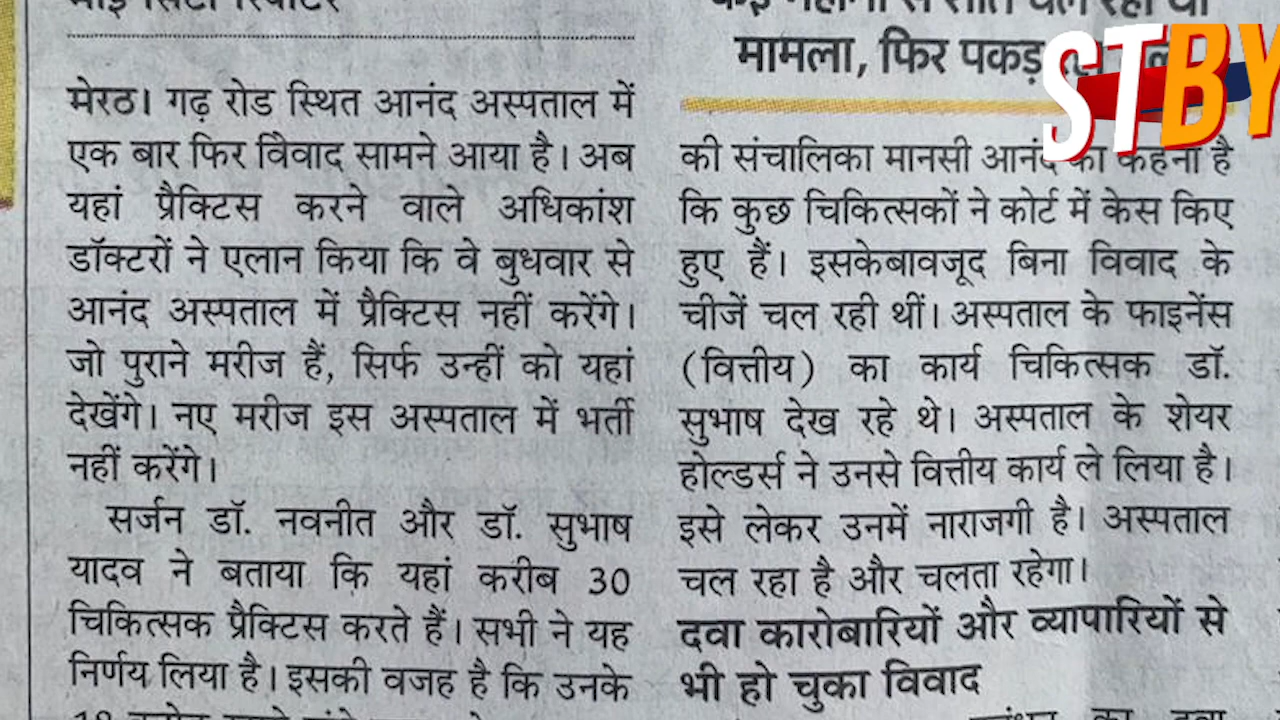 माई सिटी रिपोर्टर
मेरठ। गढ़ रोड स्थित आनंद अस्पताल में
एक बार फिर विवाद सामने आया है। अब
यहां प्रैक्टिस करने वाले अधिकांश
डॉक्टरों ने एलान किया कि वे बुधवार से
आनंद अस्पताल में प्रैक्टिस नहीं करेंगे।
जो पुराने मरीज हैं, सिर्फ उन्हीं को यहां
देखेंगे। नए मरीज इस अस्पताल में भर्ती
नहीं करेंगे।
सर्जन डॉ. नवनीत और डॉ. सुभाष
यादव ने बताया कि यहां करीब 30
चिकित्सक प्रैक्टिस करते हैं। सभी ने यह
निर्णय लिया है। इसकी वजह है कि उनके
मामला, फिर पकड़
की संचालिका मानसी आनंद का कहना है
कि कुछ चिकित्सकों ने कोर्ट में केस किए
हुए हैं। इसकेबावजूद बिना विवाद के
चीजें चल रही थीं। अस्पताल के फाइनेंस
(वित्तीय) का कार्य चिकित्सक डॉ.
सुभाष देख रहे थे। अस्पताल के शेयर
होल्डर्स ने उनसे वित्तीय कार्य ले लिया है।
इसे लेकर उनमें नाराजगी है। अस्पताल
चल रहा है और चलता रहेगा।
दवा कारोबारियों और व्यापारियों से
भी हो चुका विवाद
STBY